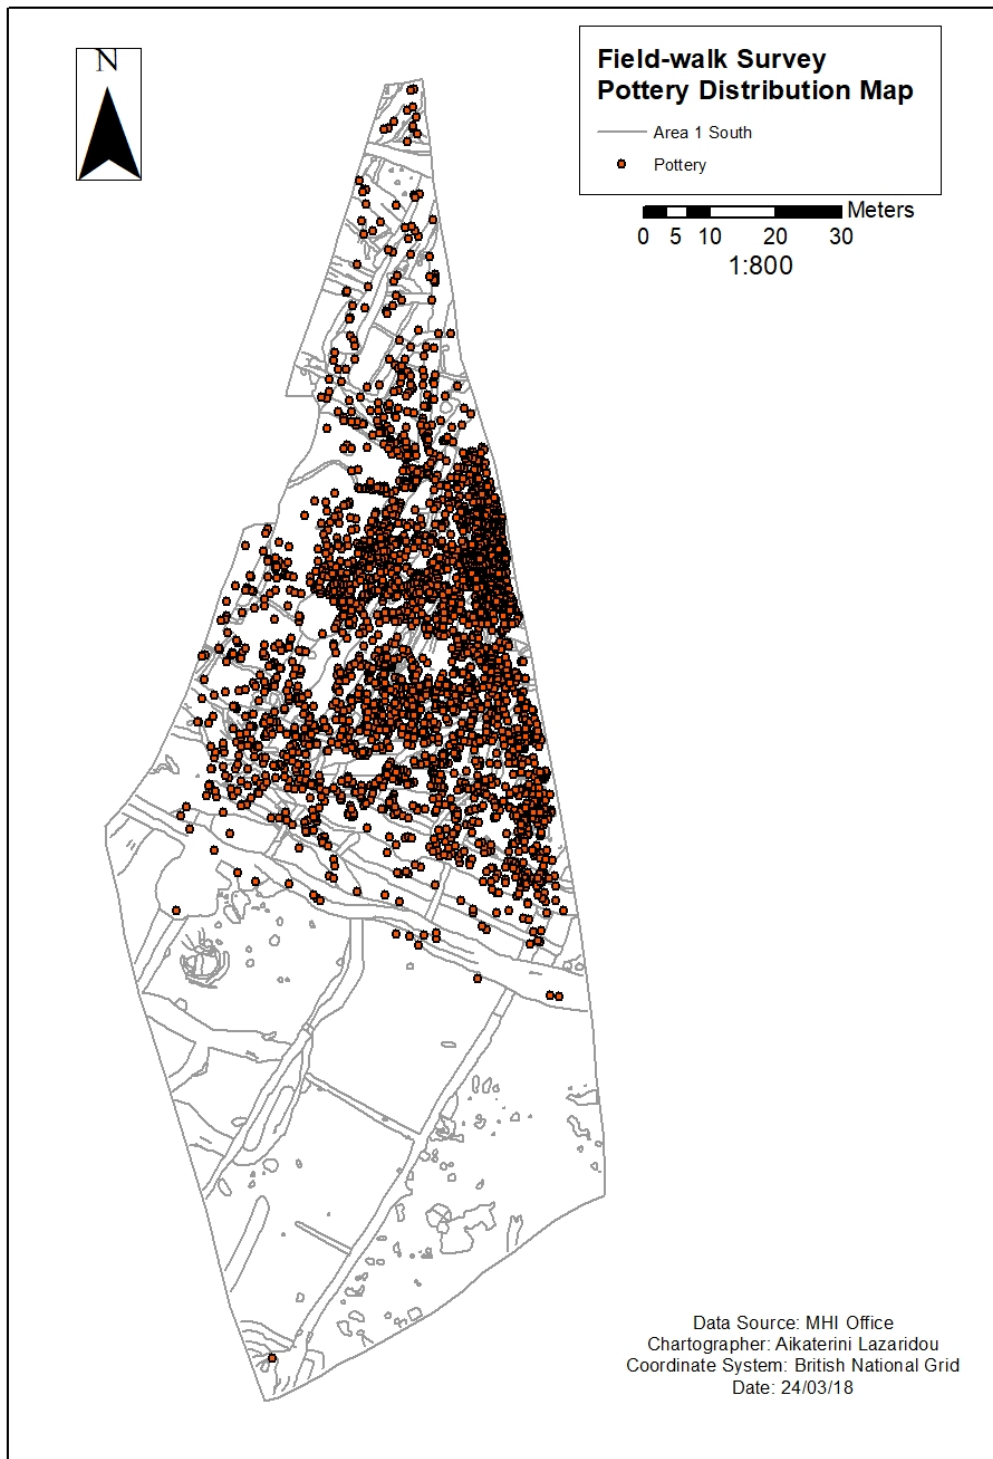 N
Field-walk Survey
Pottery Distribution Map
Area 1 South
Pottery
Meters
0 5 10 20 30
1:800
Data Source: MHI Office
Chartographer: Aikaterini Lazaridou
Coordinate System: British National Grid
Date: 24/03/18